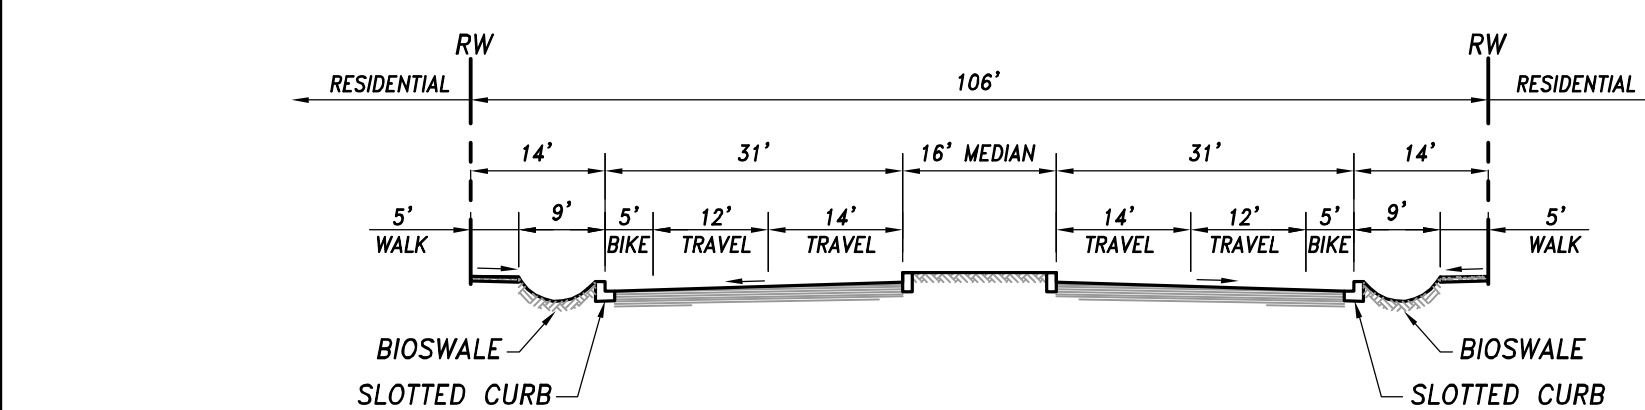 RW RW
RESIDENTIAL 106’ RESIDENTIAL
14’ 31’ 16’ MEDIAN 31’ 14’
5’ 9’ 5’ 12’ 14’ 14’ 12’ 5’ 9’ 5’
WALK BIKE TRAVEL TRAVEL TRAVEL TRAVEL BIKE WALK
BIOSWALE BIOSWALE
SLOTTED CURB SLOTTED CURB